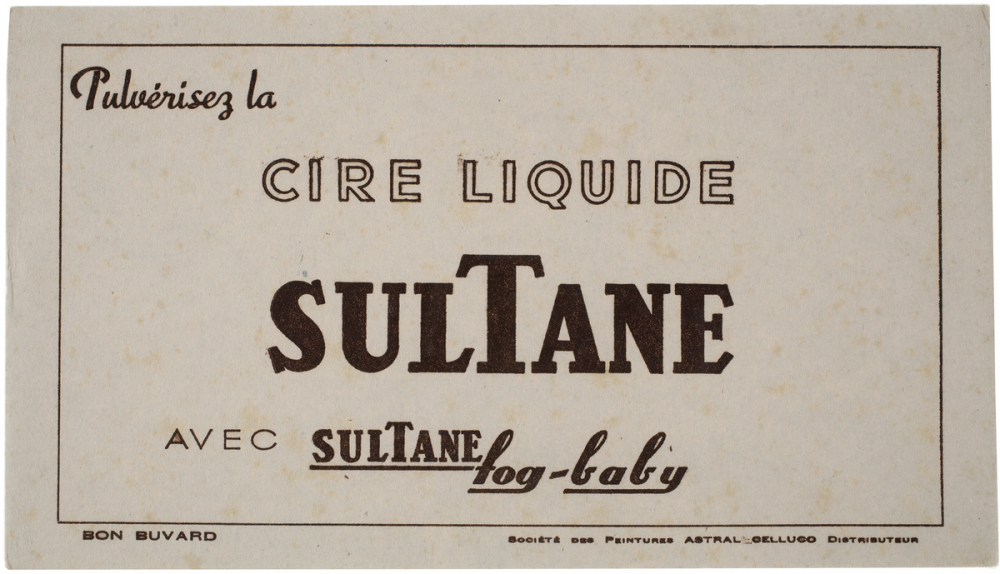 Pulvérisez la
CIRE LIQUIDE
SULTANE
AVEC SULTANE fog-baby
BON BUVARD
SOCIÉTÉ DES PEINTURES ASTRAL-CELLUCO DISTRIBUTEUR